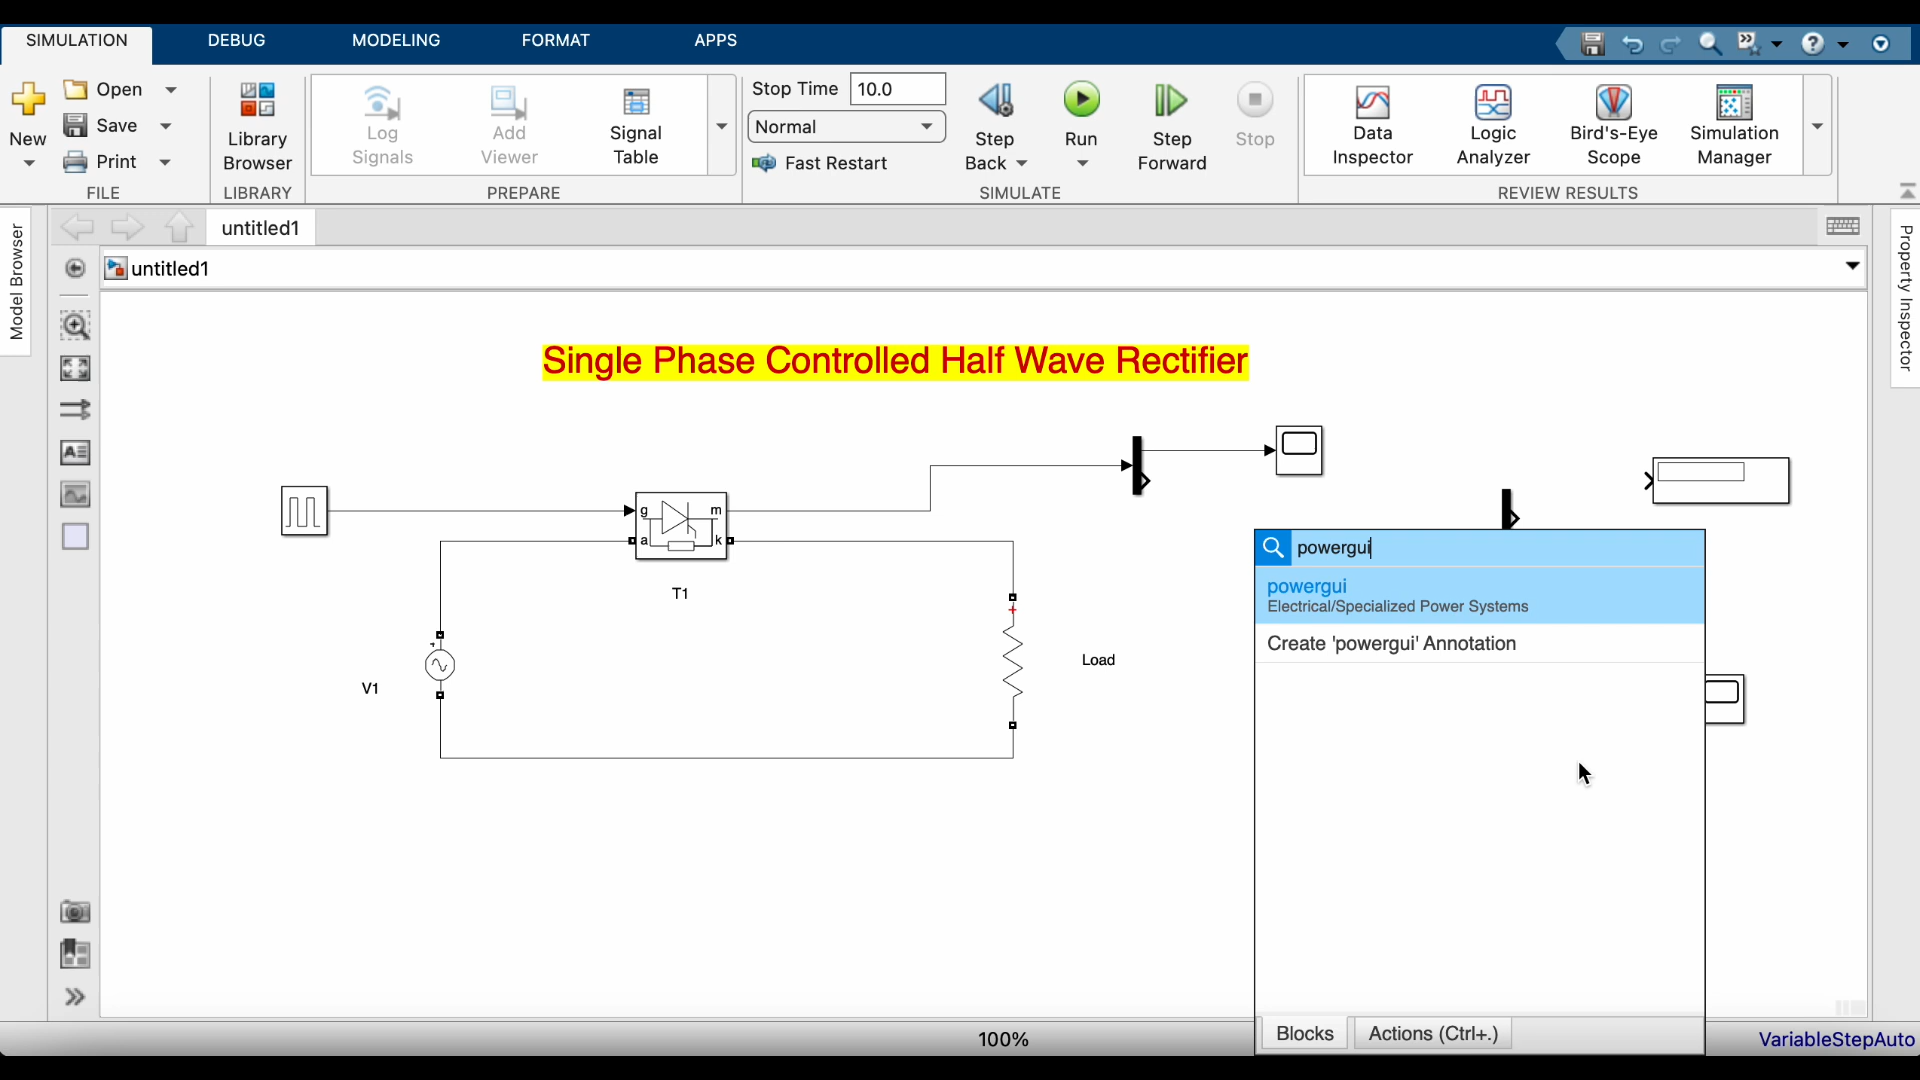 SIMULATION
DEBUG
MODELING
FORMAT
APPS
New
Open
Save
Print
FILE
Library
Browser
LIBRARY
Log
Signals
Add
Viewer
Signal
Table
PREPARE
Stop Time 10.0
Normal
Fast Restart
Step
Back
Run
Step
Forward
Stop
SIMULATE
Data
Inspector
Logic
Analyzer
Bird's-Eye
Scope
Simulation
Manager
REVIEW RESULTS
Model Browser
untitled1
untitled1
Property Inspector
Single Phase Controlled Half Wave Rectifier
g
m
a
k
T1
V1
+
+
Load
powergui
powergui
Electrical/Specialized Power Systems
Create 'powergui' Annotation
Blocks
Actions (Ctrl+.)
100%
VariableStepAuto